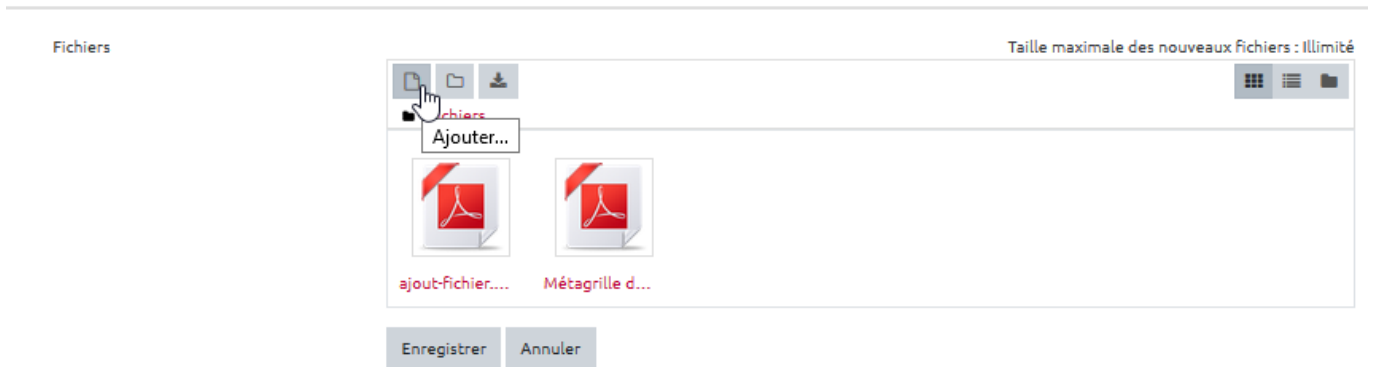 Fichiers
Taille maximale des nouveaux fichiers : Illimité
Ajouter...
ajout-fichier....
Métagrille d...
Enregistrer
Annuler